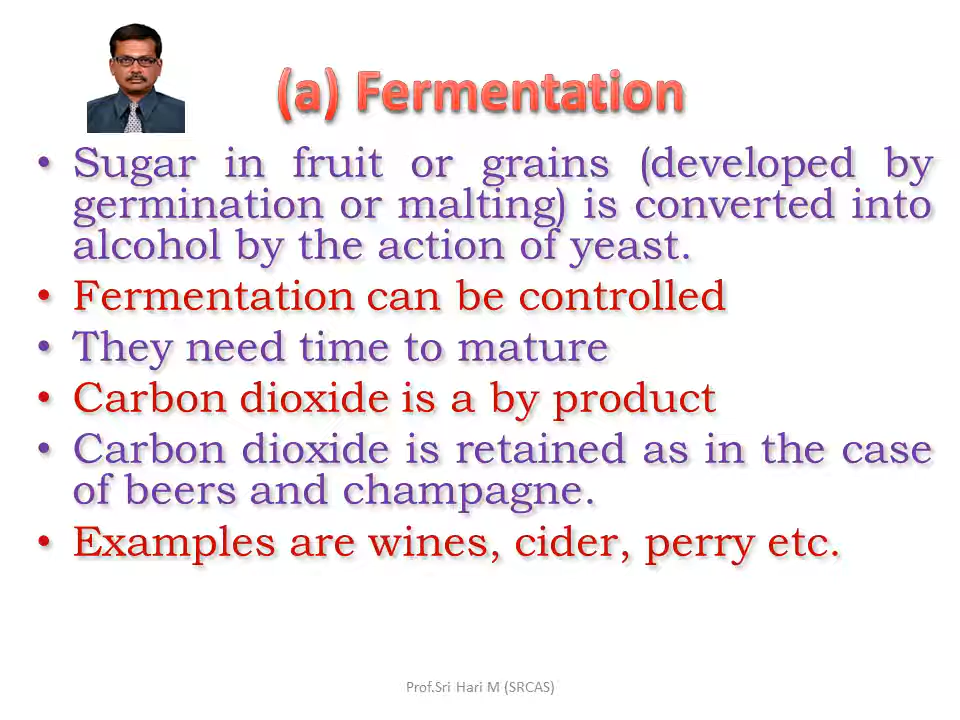 (a) Fermentation
• Sugar in fruit or grains (developed by
germination or malting) is converted into
alcohol by the action of yeast.
• Fermentation can be controlled
• They need time to mature
• Carbon dioxide is a by product
• Carbon dioxide is retained as in the case
of beers and champagne.
• Examples are wines, cider, perry etc.
Prof.Sri Hari M (SRCAS)